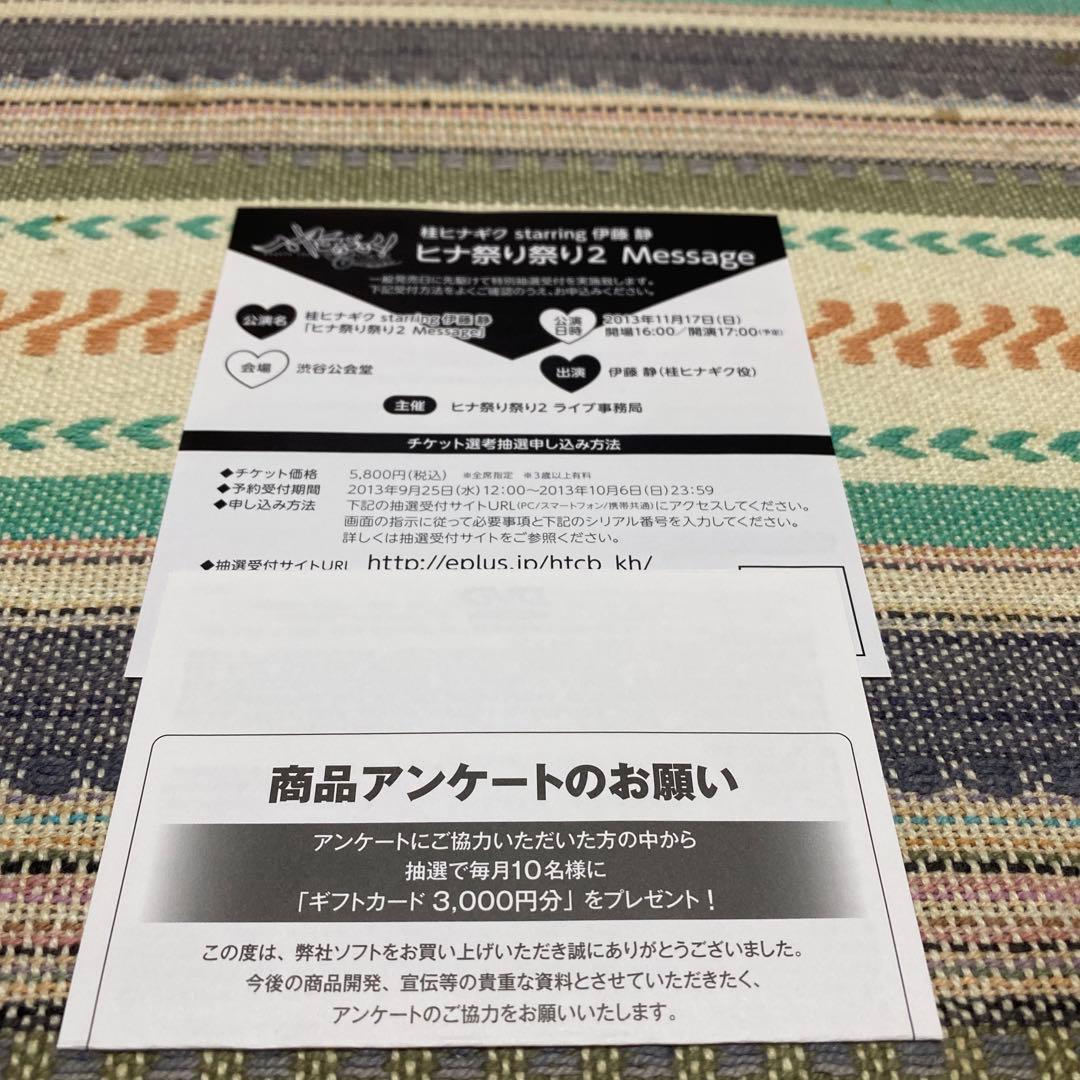 桂ヒナギク starring 伊藤 静
ヒナ祭り祭り2 Message
一般発売日に先駆けて特別抽選受付を実施致します。
下記受付方法をよくご確認のうえ、お申込みください。
公演名 桂ヒナギク starring 伊藤 静
「ヒナ祭り祭り2 Message」
公演日時 2013年11月17日(日)
開場16:00／開演17:00(予定)
会場 渋谷公会堂
出演 伊藤 静(桂ヒナギク役)
主催 ヒナ祭り祭り2 ライブ事務局
チケット選考抽選申し込み方法
◆チケット価格 5,800円(税込) ※全席指定 ※3歳以上有料
◆予約受付期間 2013年9月25日(水)12:00～2013年10月6日(日)23:59
◆申し込み方法 下記の抽選受付サイトURL(PC/スマートフォン/携帯共通)にアクセスしてください。
画面の指示に従って必要事項と下記のシリアル番号を入力してください。
詳しくは抽選受付サイトをご参照ください。
◆抽選受付サイトURL http://eplus.jp/htcb_kh/
商品アンケートのお願い
アンケートにご協力いただいた方の中から
抽選で毎月10名様に
「ギフトカード 3,000円分」をプレゼント！
この度は、弊社ソフトをお買い上げいただき誠にありがとうございました。
今後の商品開発、宣伝等の貴重な資料とさせていただきたく、
アンケートのご協力をお願いいたします。